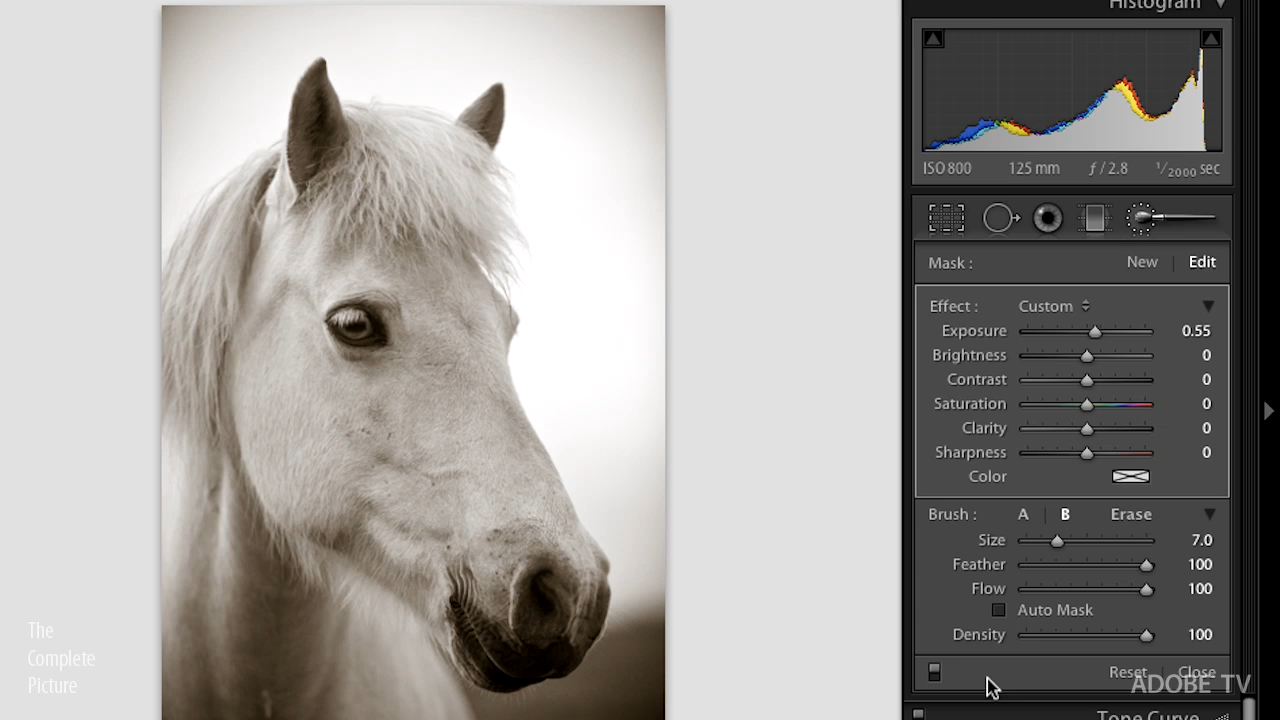 Histogram
ISO 800 125 mm ƒ / 2.8 1/2000 sec
Mask : New Edit
Effect : Custom
Exposure 0.55
Brightness 0
Contrast 0
Saturation 0
Clarity 0
Sharpness 0
Color
Brush : A B Erase
Size 7.0
Feather 100
Flow 100
Auto Mask
Density 100
Reset Close
Tone Curve
The
Complete
Picture
ADOBE TV